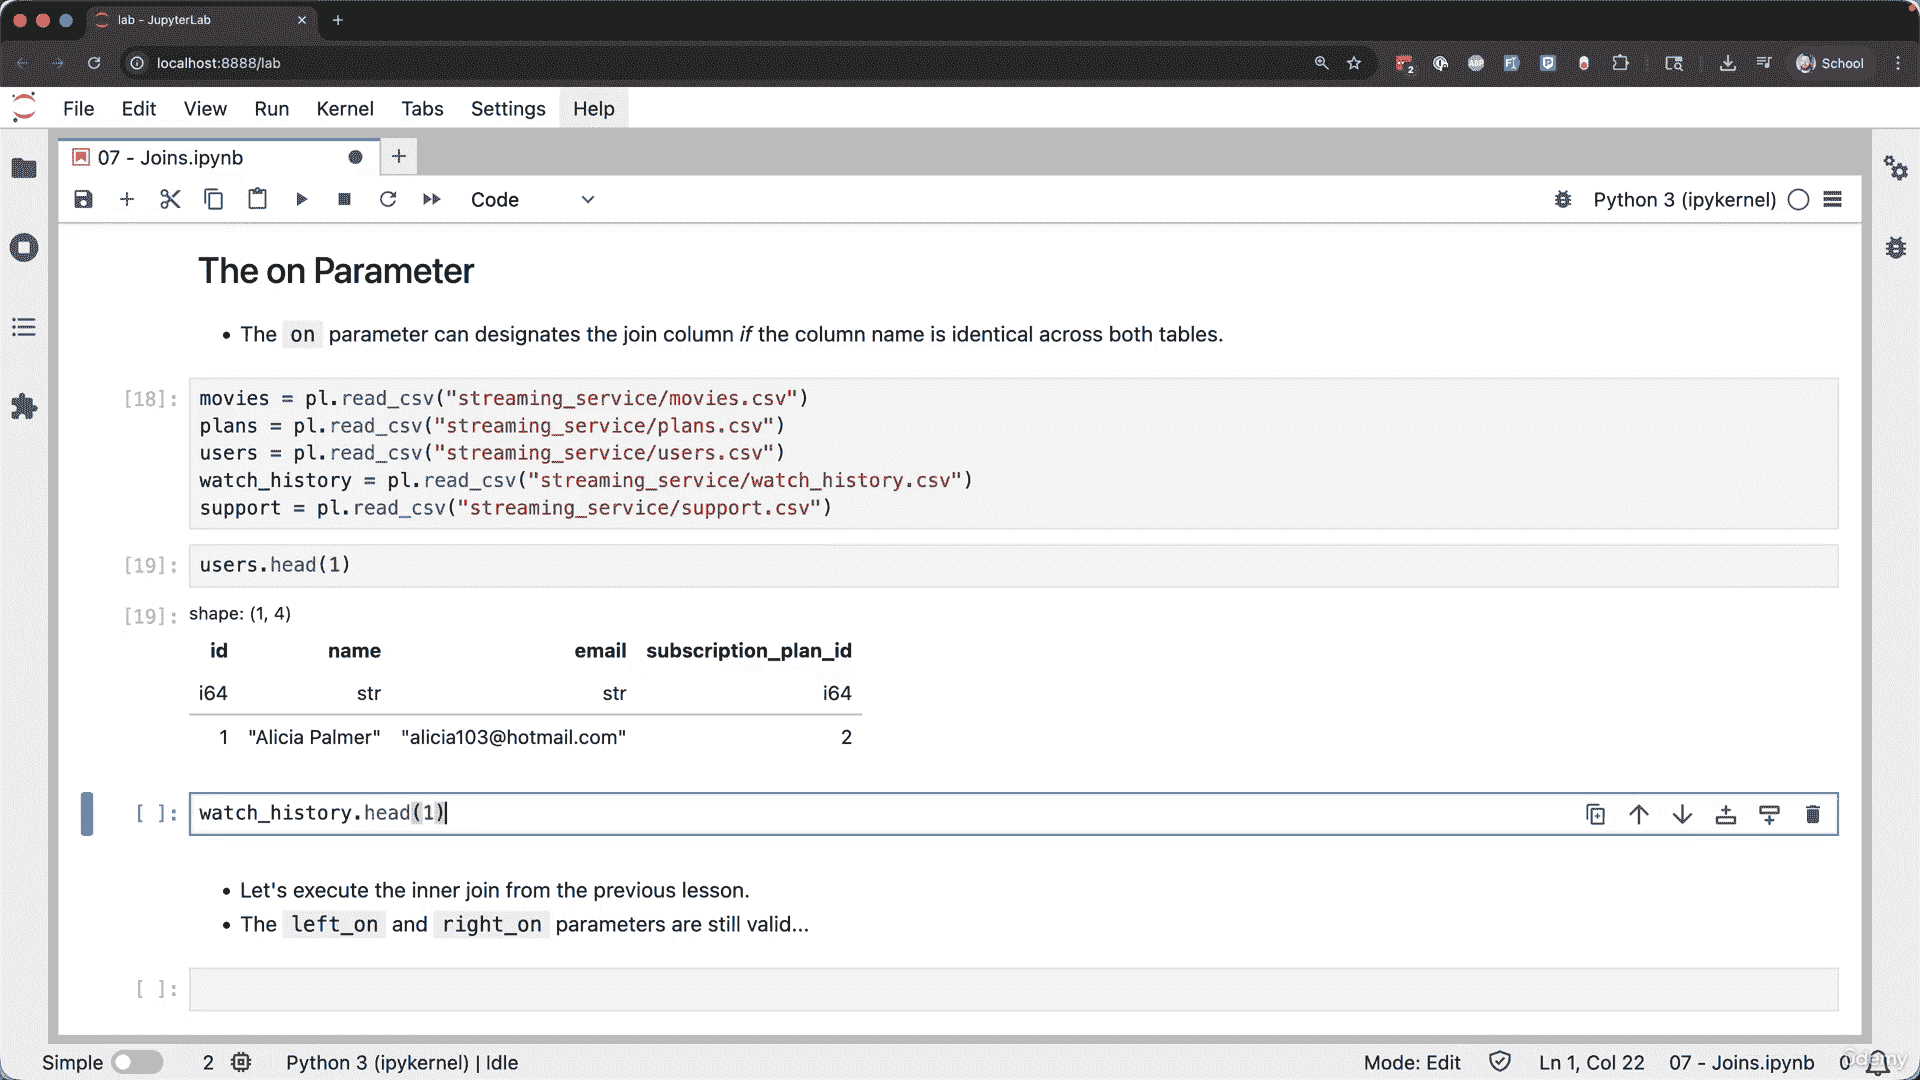 lab - JupyterLab
localhost:8888/lab
2
ABP
School
File Edit View Run Kernel Tabs Settings Help
07 - Joins.ipynb
Code
Python 3 (ipykernel)
The on Parameter
• The on parameter can designates the join column if the column name is identical across both tables.
[18]: movies = pl.read_csv("streaming_service/movies.csv")
plans = pl.read_csv("streaming_service/plans.csv")
users = pl.read_csv("streaming_service/users.csv")
watch_history = pl.read_csv("streaming_service/watch_history.csv")
support = pl.read_csv("streaming_service/support.csv")
[19]: users.head(1)
[19]: shape: (1, 4)
id name email subscription_plan_id
i64 str str i64
1 "Alicia Palmer" "alicia103@hotmail.com" 2
[ ]: watch_history.head(1)
• Let's execute the inner join from the previous lesson.
• The left_on and right_on parameters are still valid...
[ ]:
Simple 2 Python 3 (ipykernel) | Idle Mode: Edit Ln 1, Col 22 07 - Joins.ipynb 0